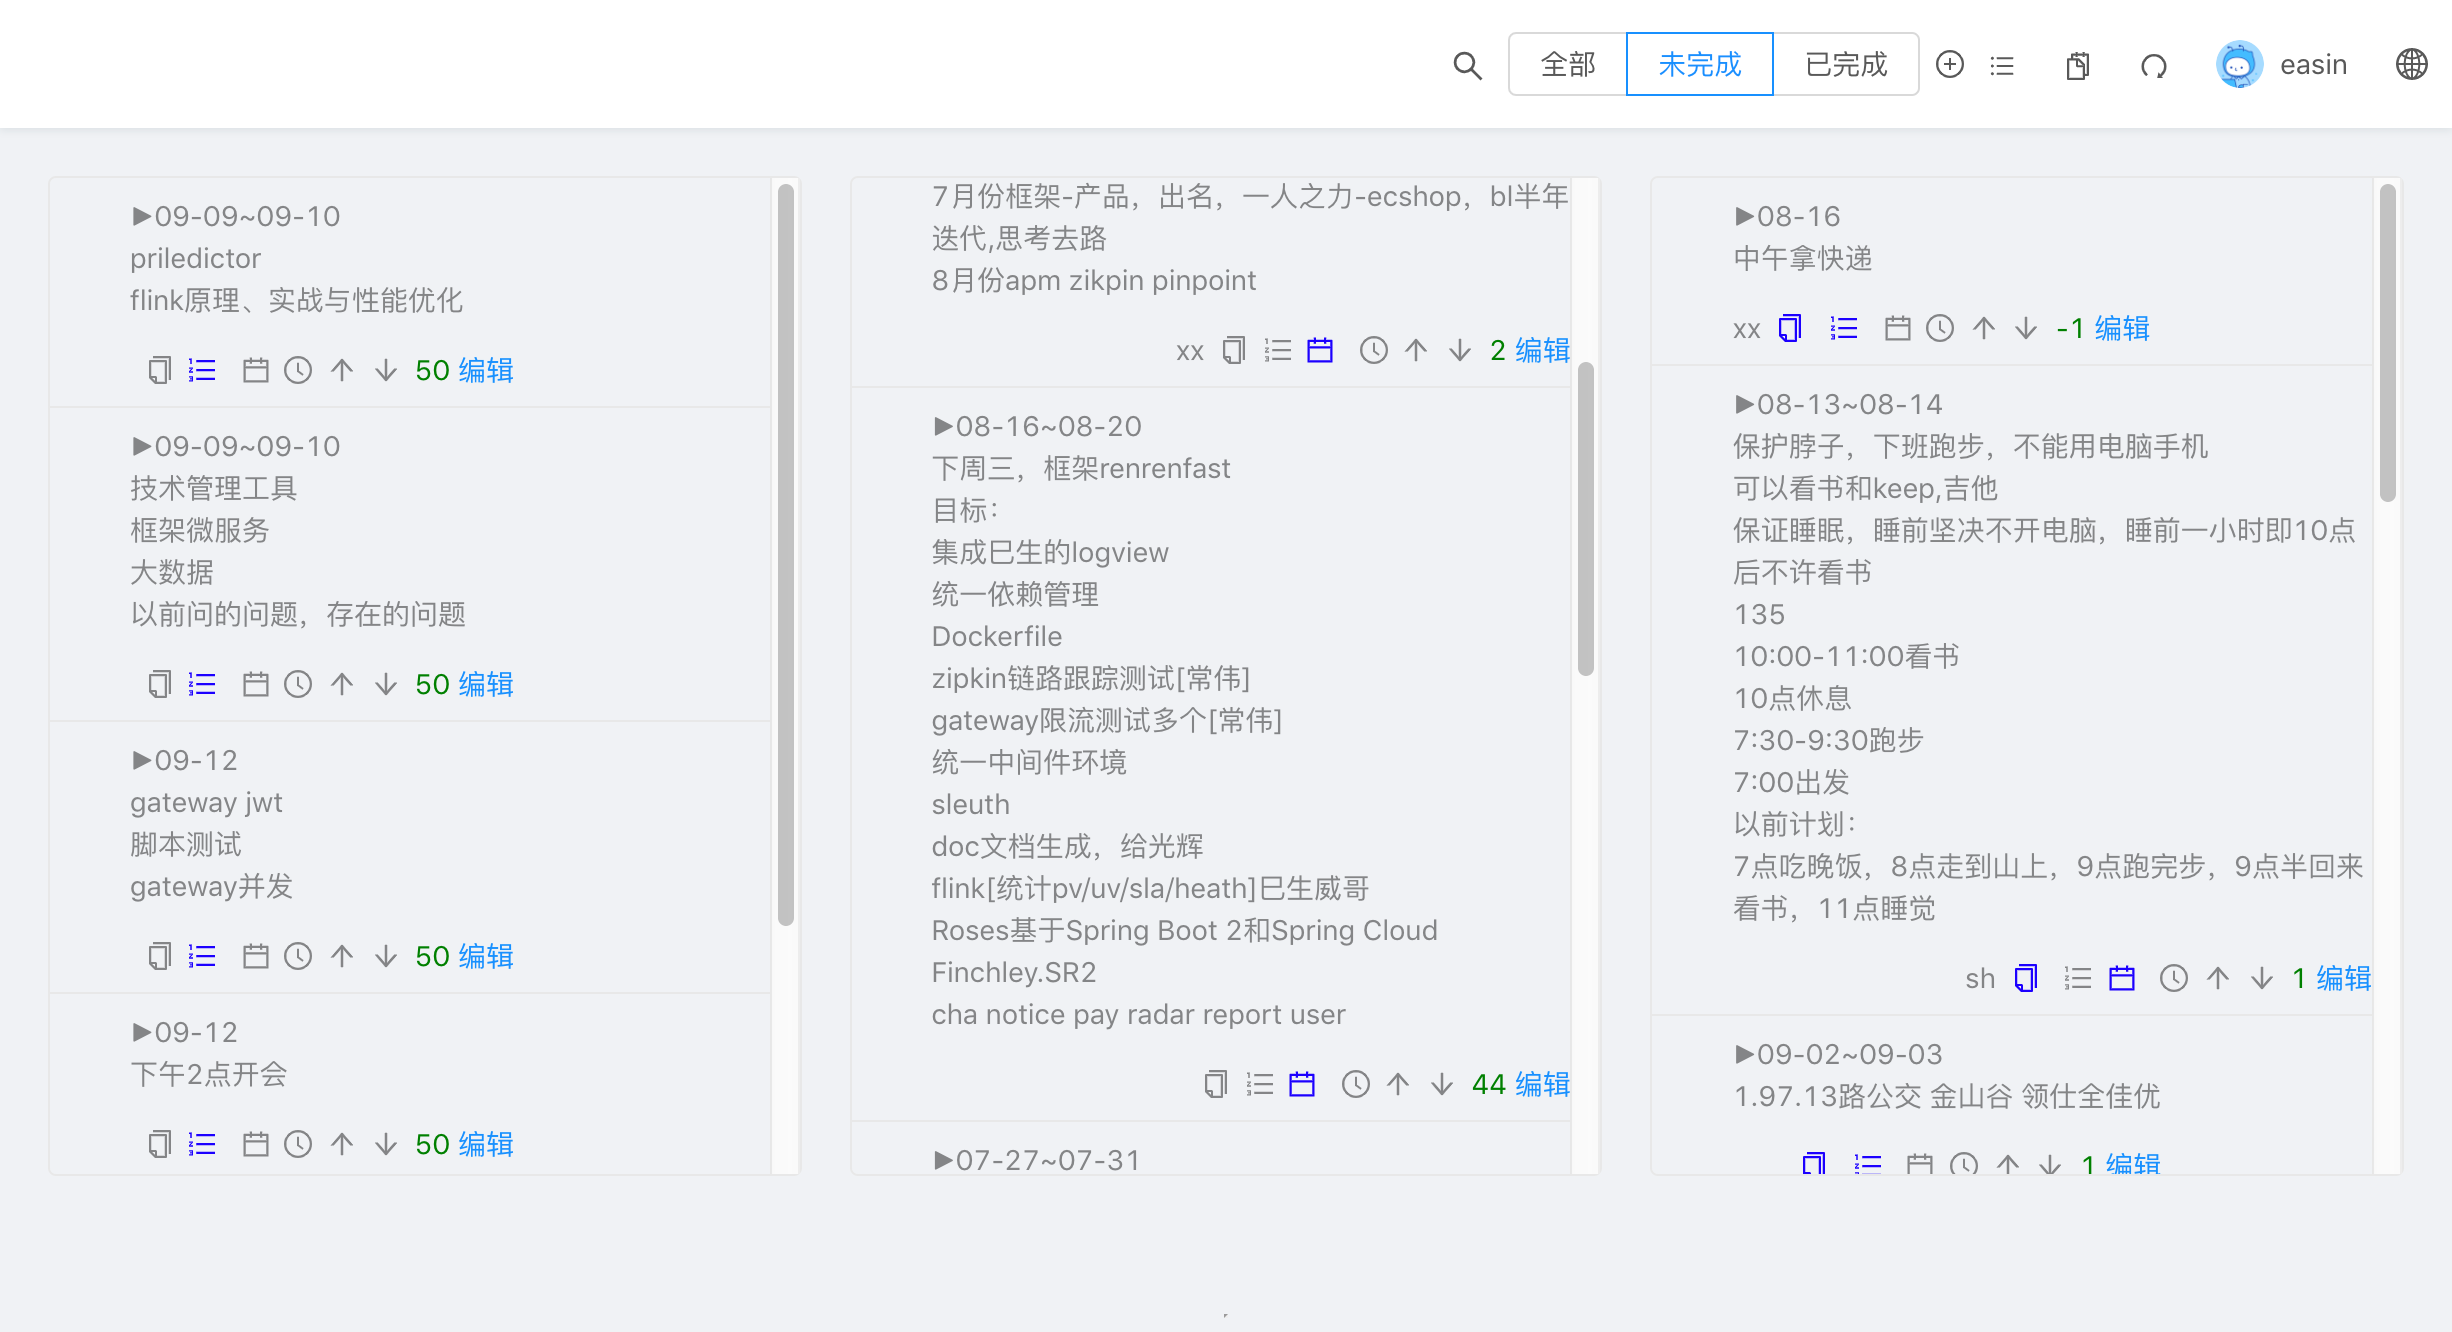 全部 未完成 已完成 easin
▶09-09~09-10
priledictor
flink原理、实战与性能优化
50 编辑
▶09-09~09-10
技术管理工具
框架微服务
大数据
以前问的问题，存在的问题
50 编辑
▶09-12
gateway jwt
脚本测试
gateway并发
50 编辑
▶09-12
下午2点开会
50 编辑
7月份框架-产品，出名，一人之力-ecshop，bl半年
迭代,思考去路
8月份apm zikpin pinpoint
xx 2 编辑
▶08-16~08-20
下周三，框架renrenfast
目标：
集成巳生的logview
统一依赖管理
Dockerfile
zipkin链路跟踪测试[常伟]
gateway限流测试多个[常伟]
统一中间件环境
sleuth
doc文档生成，给光辉
flink[统计pv/uv/sla/heath]巳生威哥
Roses基于Spring Boot 2和Spring Cloud
Finchley.SR2
cha notice pay radar report user
44 编辑
▶07-27~07-31
▶08-16
中午拿快递
xx -1 编辑
▶08-13~08-14
保护脖子，下班跑步，不能用电脑手机
可以看书和keep,吉他
保证睡眠，睡前坚决不开电脑，睡前一小时即10点
后不许看书
135
10:00-11:00看书
10点休息
7:30-9:30跑步
7:00出发
以前计划：
7点吃晚饭，8点走到山上，9点跑完步，9点半回来
看书，11点睡觉
sh 1 编辑
▶09-02~09-03
1.97.13路公交 金山谷 领仕全佳优
1 编辑